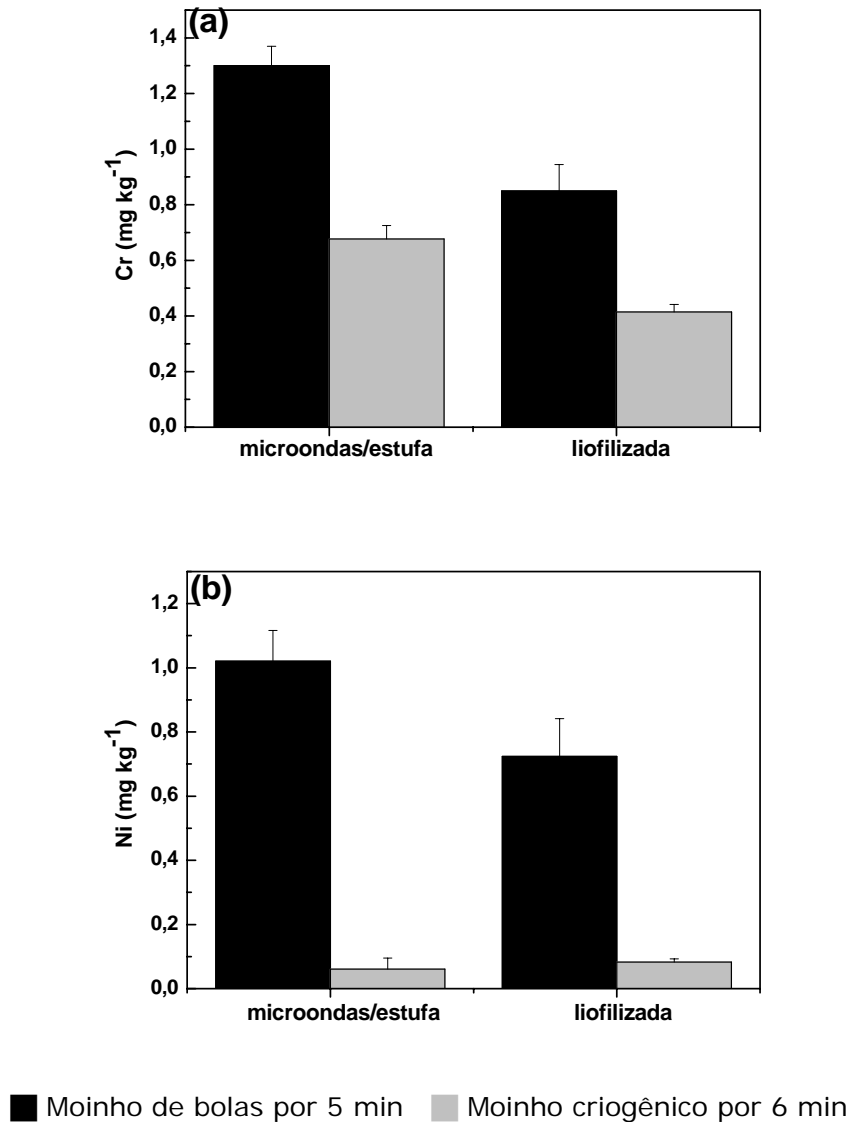 (a)
1,4
1,2
1,0
0,8
0,6
0,4
0,2
0,0
Cr (mg kg⁻¹)
microondas/estufa liofilizada
(b)
1,2
1,0
0,8
0,6
0,4
0,2
0,0
Ni (mg kg⁻¹)
microondas/estufa liofilizada
Moinho de bolas por 5 min Moinho criogênico por 6 min